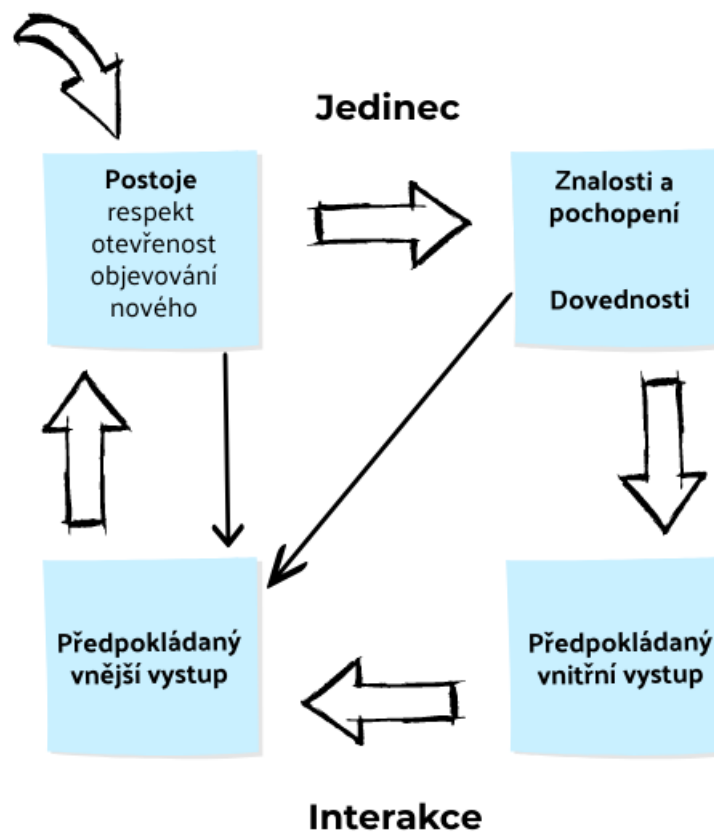 Jedinec
Postoje
respekt
otevřenost
objevování
nového
Znalosti a
pochopení
Dovednosti
Předpokládaný
vnější vystup
Předpokládaný
vnitřní vystup
Interakce